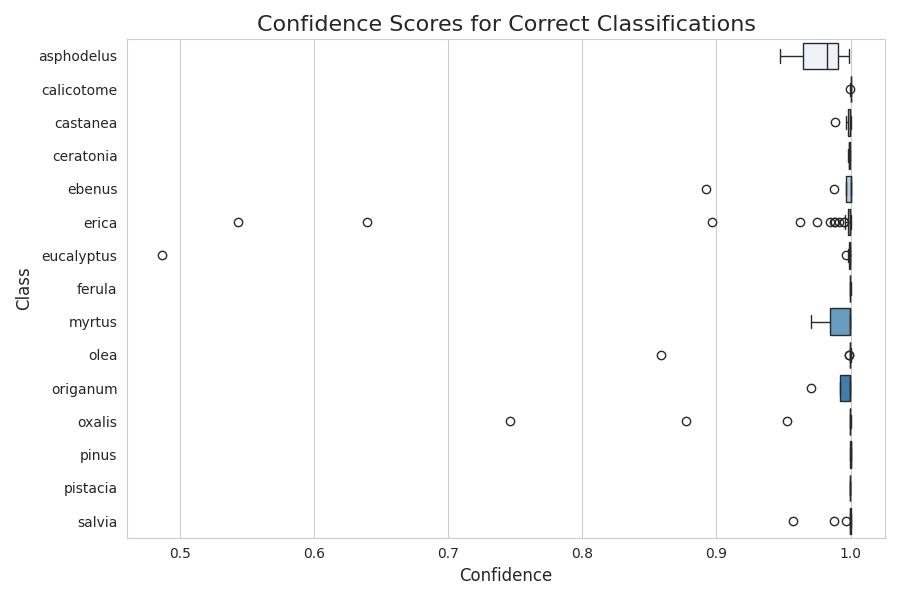 Confidence Scores for Correct Classifications
asphodelus
calicotome
castanea
ceratonia
ebenus
erica
eucalyptus
ferula
myrtus
olea
origanum
oxalis
pinus
pistacia
salvia
Class
0.5 0.6 0.7 0.8 0.9 1.0
Confidence